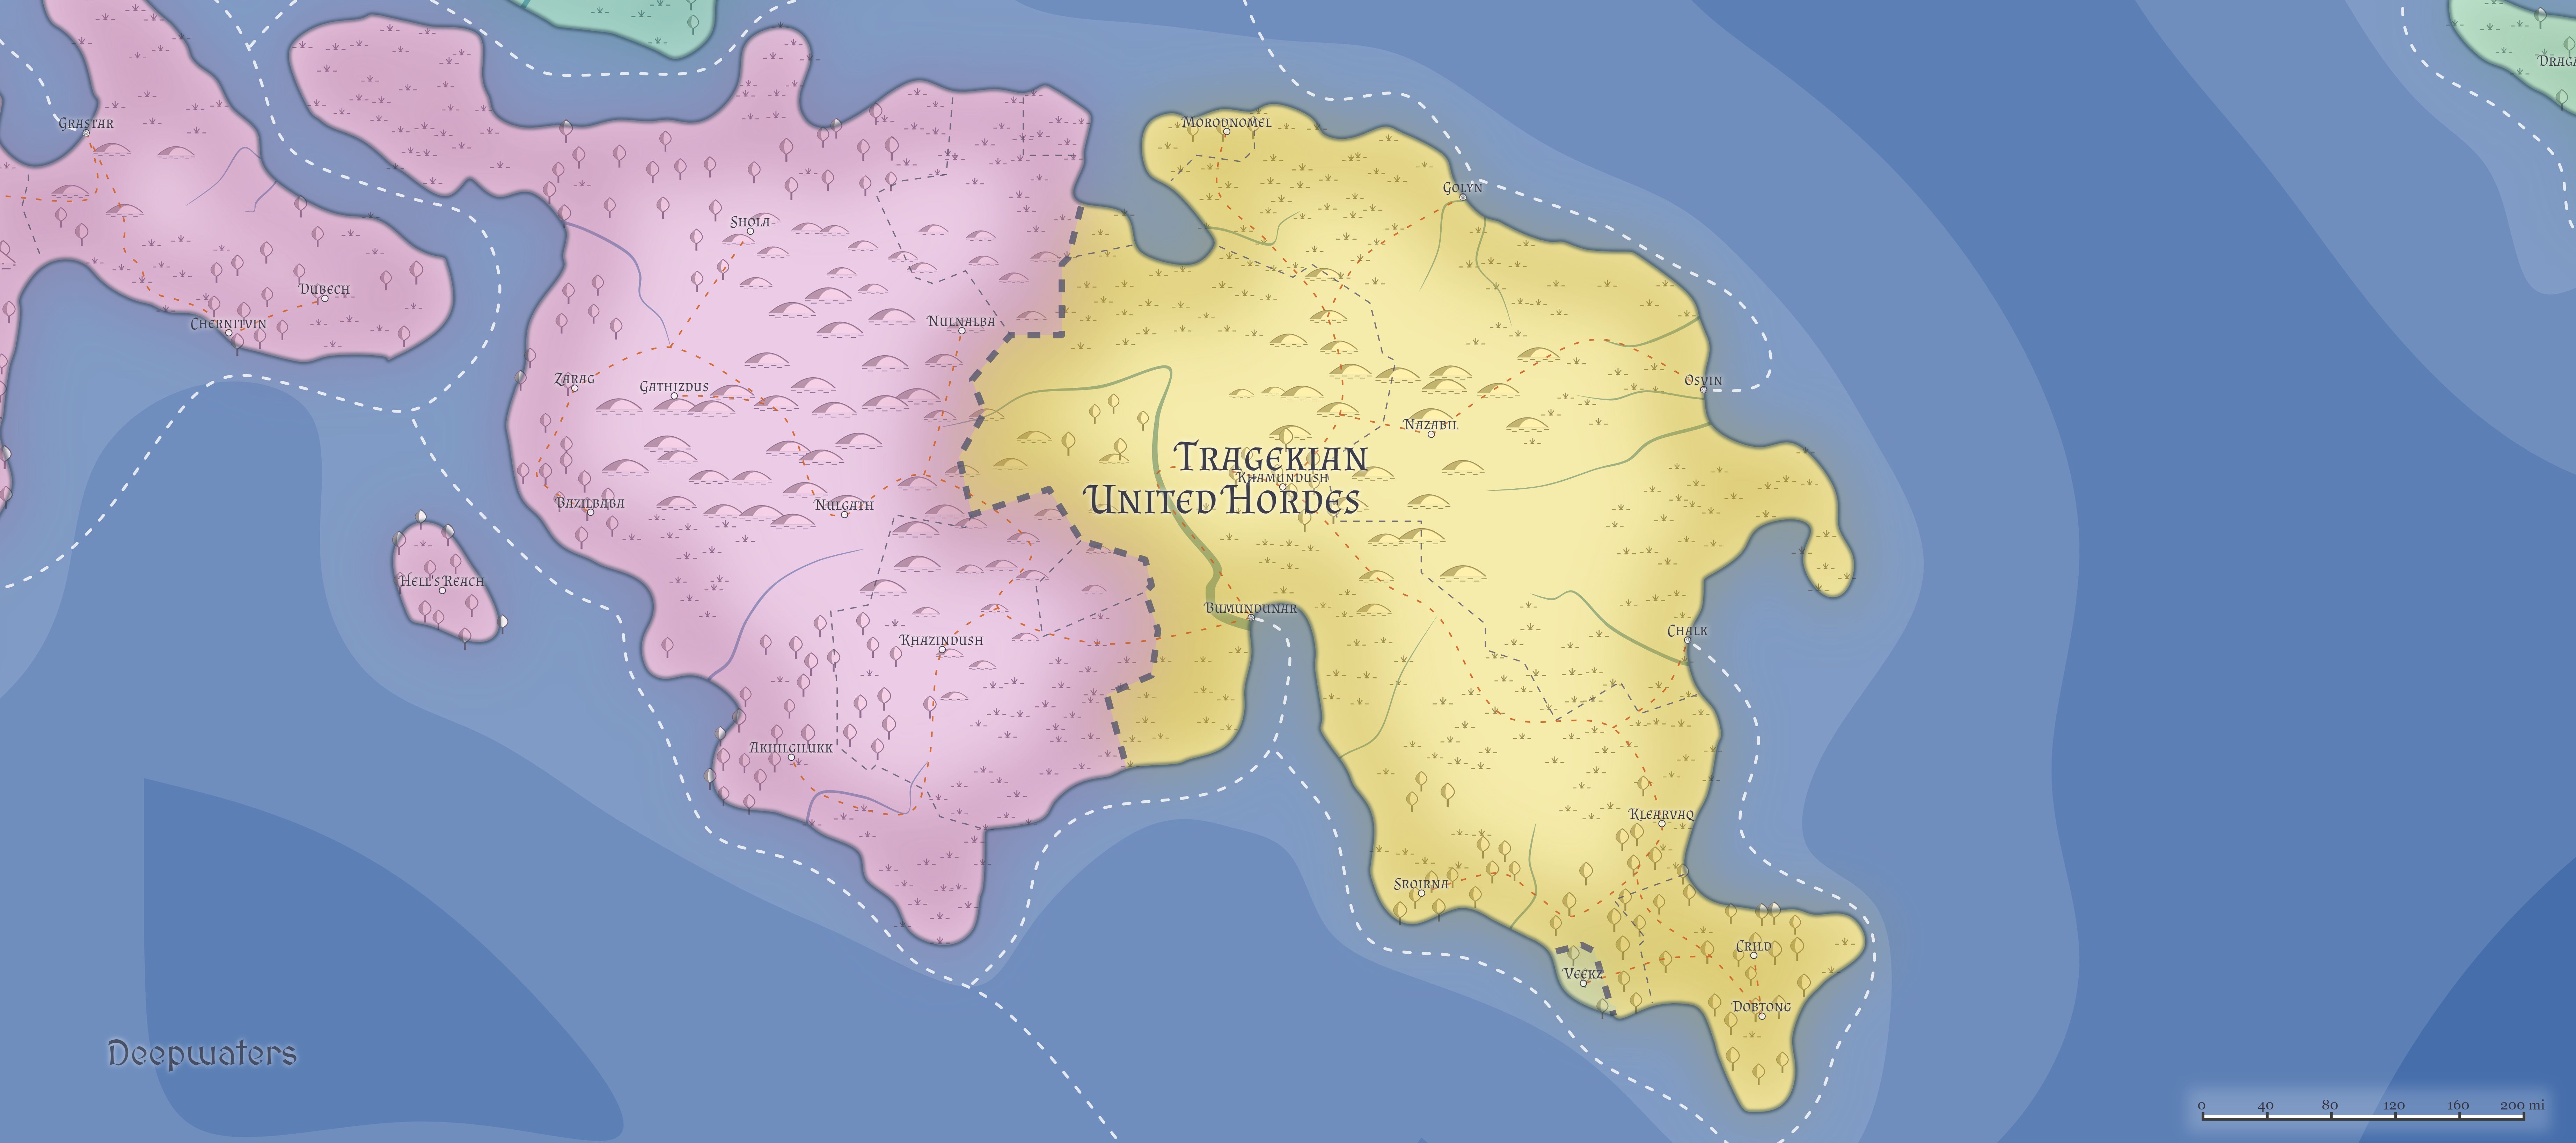 DRAGA
GRASTAR
MORODNOMEL
GOLYN
SHOLA
DUBECH
CHERNITVIN
NULNALBA
ZARAG
GATHIZDUS
OSVIN
NAZABIL
TRAGEKIAN
KHAMUNDUSH
UNITED HORDES
BAZILBABA
NULGATH
HELL'S REACH
BUMUNDUNAR
CHALK
KHAZINDUSH
AKHILGILUKK
KLEARVAQ
SROIRNA
CRILD
VEEKZ
DOBTONG
Deepwaters
0 40 80 120 160 200 mi